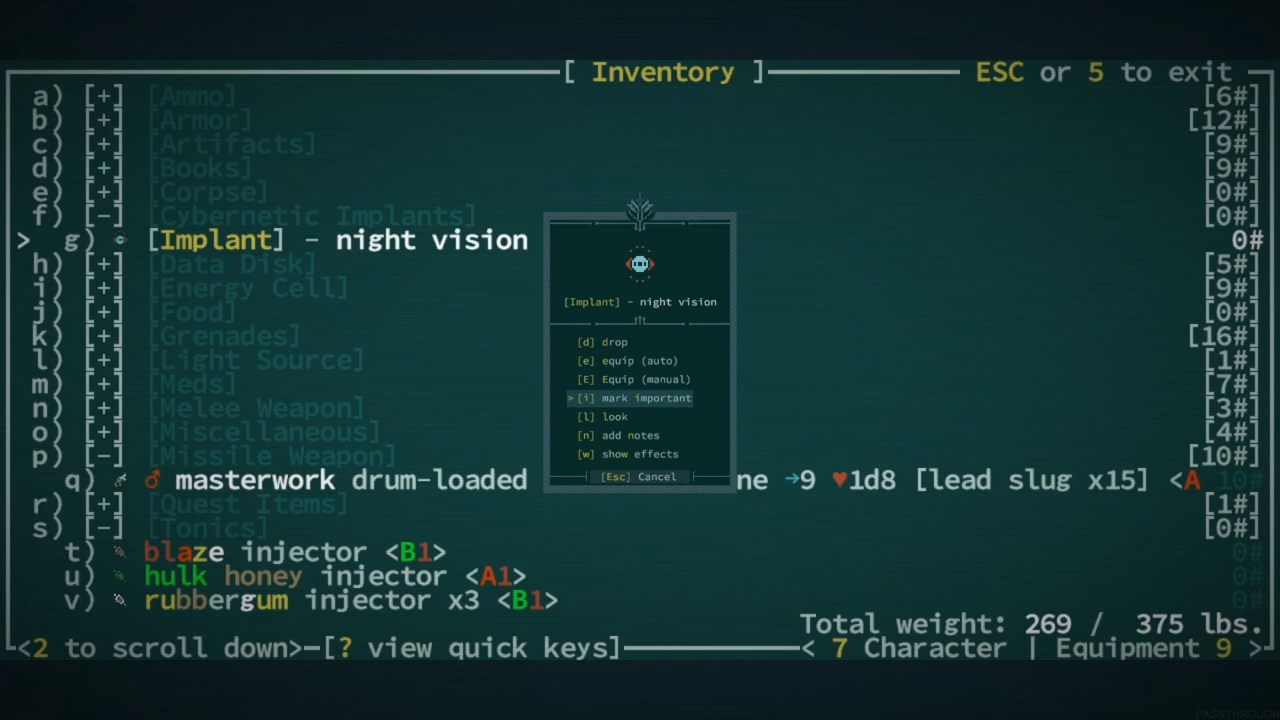 [ Inventory ] ESC or 5 to exit
a) [+] [Ammo] [6#]
b) [+] [Armor] [12#]
c) [+] [Artifacts] [9#]
d) [+] [Books] [9#]
e) [+] [Corpse] [0#]
f) [-] [Cybernetic Implants] [0#]
> g) [Implant] - night vision 0#
h) [+] [Data Disk] [5#]
i) [+] [Energy Cell] [9#]
j) [+] [Food] [0#]
k) [+] [Grenades] [16#]
l) [+] [Light Source] [1#]
m) [+] [Meds] [7#]
n) [+] [Melee Weapon] [3#]
o) [+] [Miscellaneous] [4#]
p) [-] [Missile Weapon] [10#]
q) ♂ masterwork drum-loaded ne →9 ♥1d8 [lead slug x15] <A 10#
r) [+] [Quest Items] [1#]
s) [-] [Tonics] [0#]
t) blaze injector <B1> 0#
u) hulk honey injector <A1> 0#
v) rubbergum injector x3 <B1> 0#
Total weight: 269 / 375 lbs.
<2 to scroll down> [? view quick keys] < 7 Character | Equipment 9 >
[Implant] - night vision
[d] drop
[e] equip (auto)
[E] Equip (manual)
> [i] mark important
[l] look
[n] add notes
[w] show effects
[Esc] Cancel